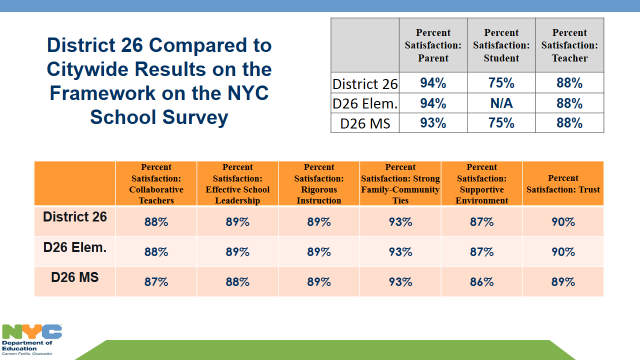 District 26 Compared to
Citywide Results on the
Framework on the NYC
School Survey
Percent Satisfaction: Parent	Percent Satisfaction: Student	Percent Satisfaction: Teacher
District 26	94%	75%	88%
D26 Elem.	94%	N/A	88%
D26 MS	93%	75%	88%
Percent Satisfaction: Collaborative Teachers	Percent Satisfaction: Effective School Leadership	Percent Satisfaction: Rigorous Instruction	Percent Satisfaction: Strong Family-Community Ties	Percent Satisfaction: Supportive Environment	Percent Satisfaction: Trust
District 26	88%	89%	89%	93%	87%	90%
D26 Elem.	88%	89%	89%	93%	87%	90%
D26 MS	87%	88%	89%	93%	86%	89%
NYC
Department of
Education
Carmen Fariña, Chancellor